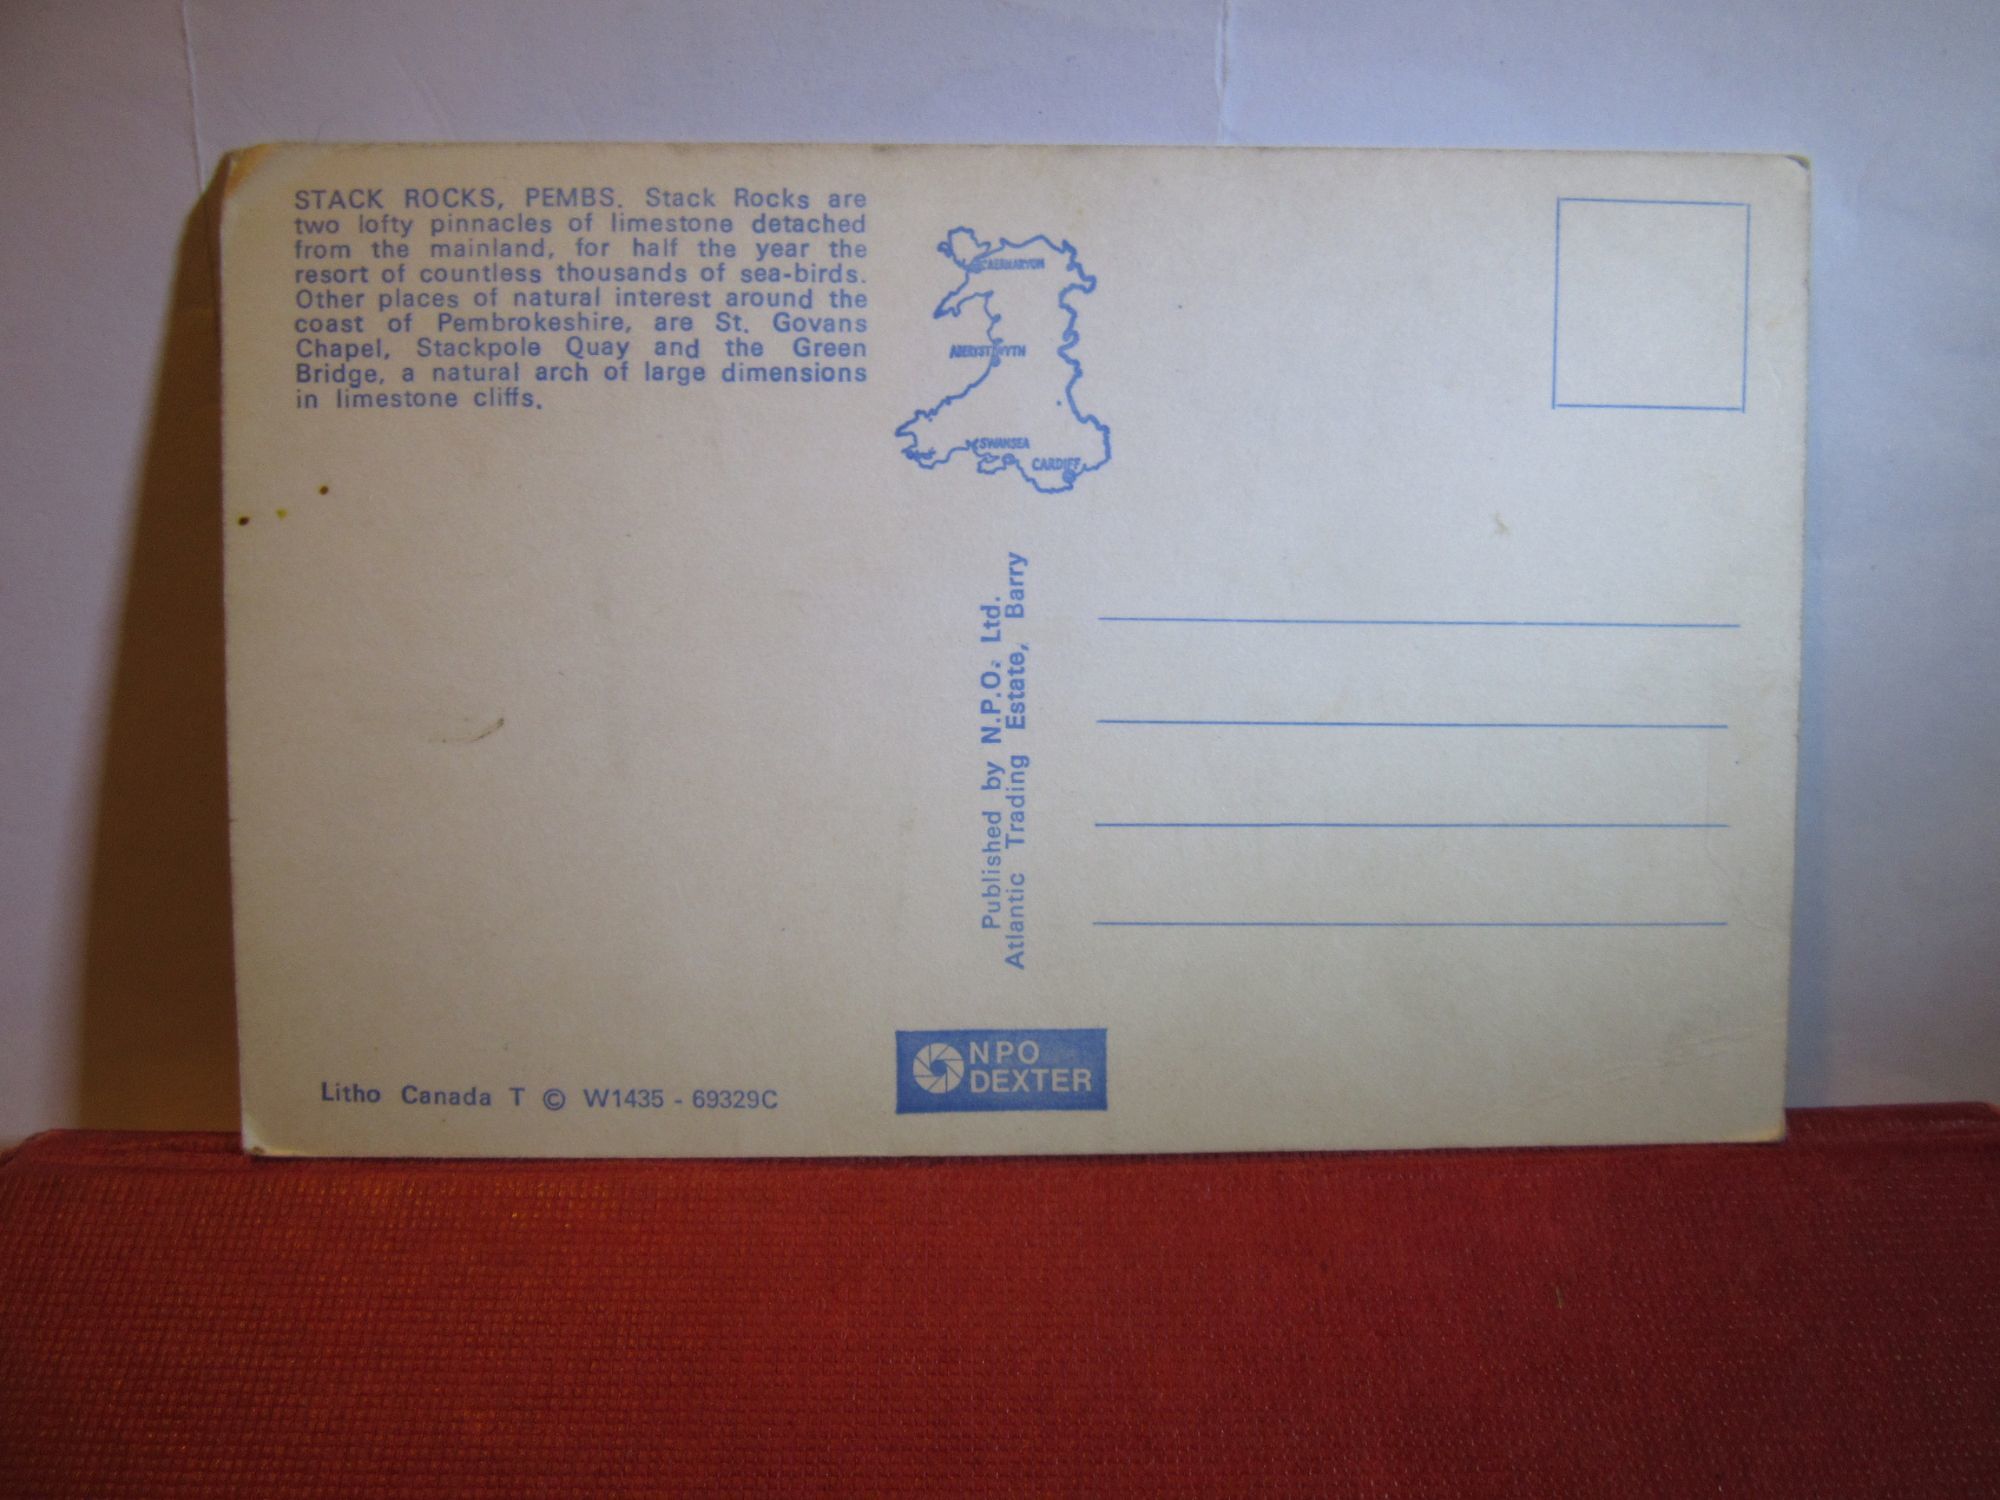 STACK ROCKS, PEMBS. Stack Rocks are
two lofty pinnacles of limestone detached
from the mainland, for half the year the
resort of countless thousands of sea-birds.
Other places of natural interest around the
coast of Pembrokeshire, are St. Govans
Chapel, Stackpole Quay and the Green
Bridge, a natural arch of large dimensions
in limestone cliffs.
CAERNARVON
ABERYSTWYTH
SWANSEA
CARDIFF
Published by N.P.O. Ltd.
Atlantic Trading Estate, Barry
NPO
DEXTER
Litho Canada T © W1435 - 69329C